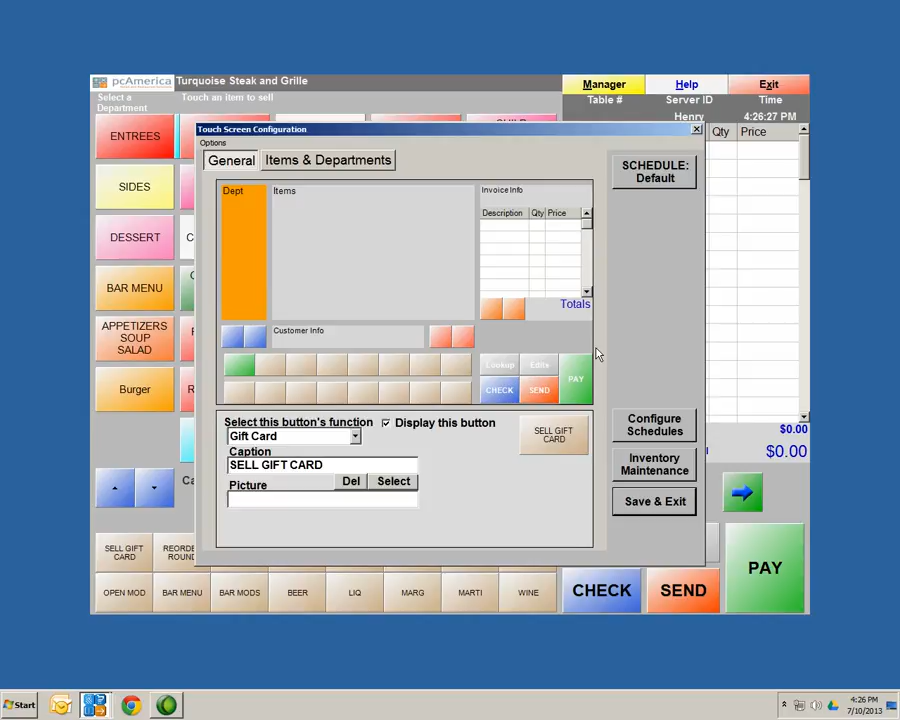 pcAmerica
Turquoise Steak and Grille
Manager
Help
Exit
Select a
Department
Touch an item to sell
Table #
Server ID
Time
Henry
4:26:27 PM
Touch Screen Configuration
Options
General
Items & Departments
SCHEDULE:
Default
Qty
Price
ENTREES
SIDES
DESSERT
BAR MENU
APPETIZERS
SOUP
SALAD
Burger
Dept
Items
Invoice Info
Description
Qty
Price
Totals
Customer Info
Lookup
Edits
PAY
CHECK
SEND
Select this button's function
Display this button
Gift Card
Caption
SELL GIFT CARD
Picture
Del
Select
SELL GIFT
CARD
Configure
Schedules
Inventory
Maintenance
Save & Exit
$0.00
$0.00
Ca
SELL GIFT
CARD
REORDE
ROUND
OPEN MOD
BAR MENU
BAR MODS
BEER
LIQ
MARG
MARTI
WINE
CHECK
SEND
PAY
Start
4:26 PM
7/10/2013